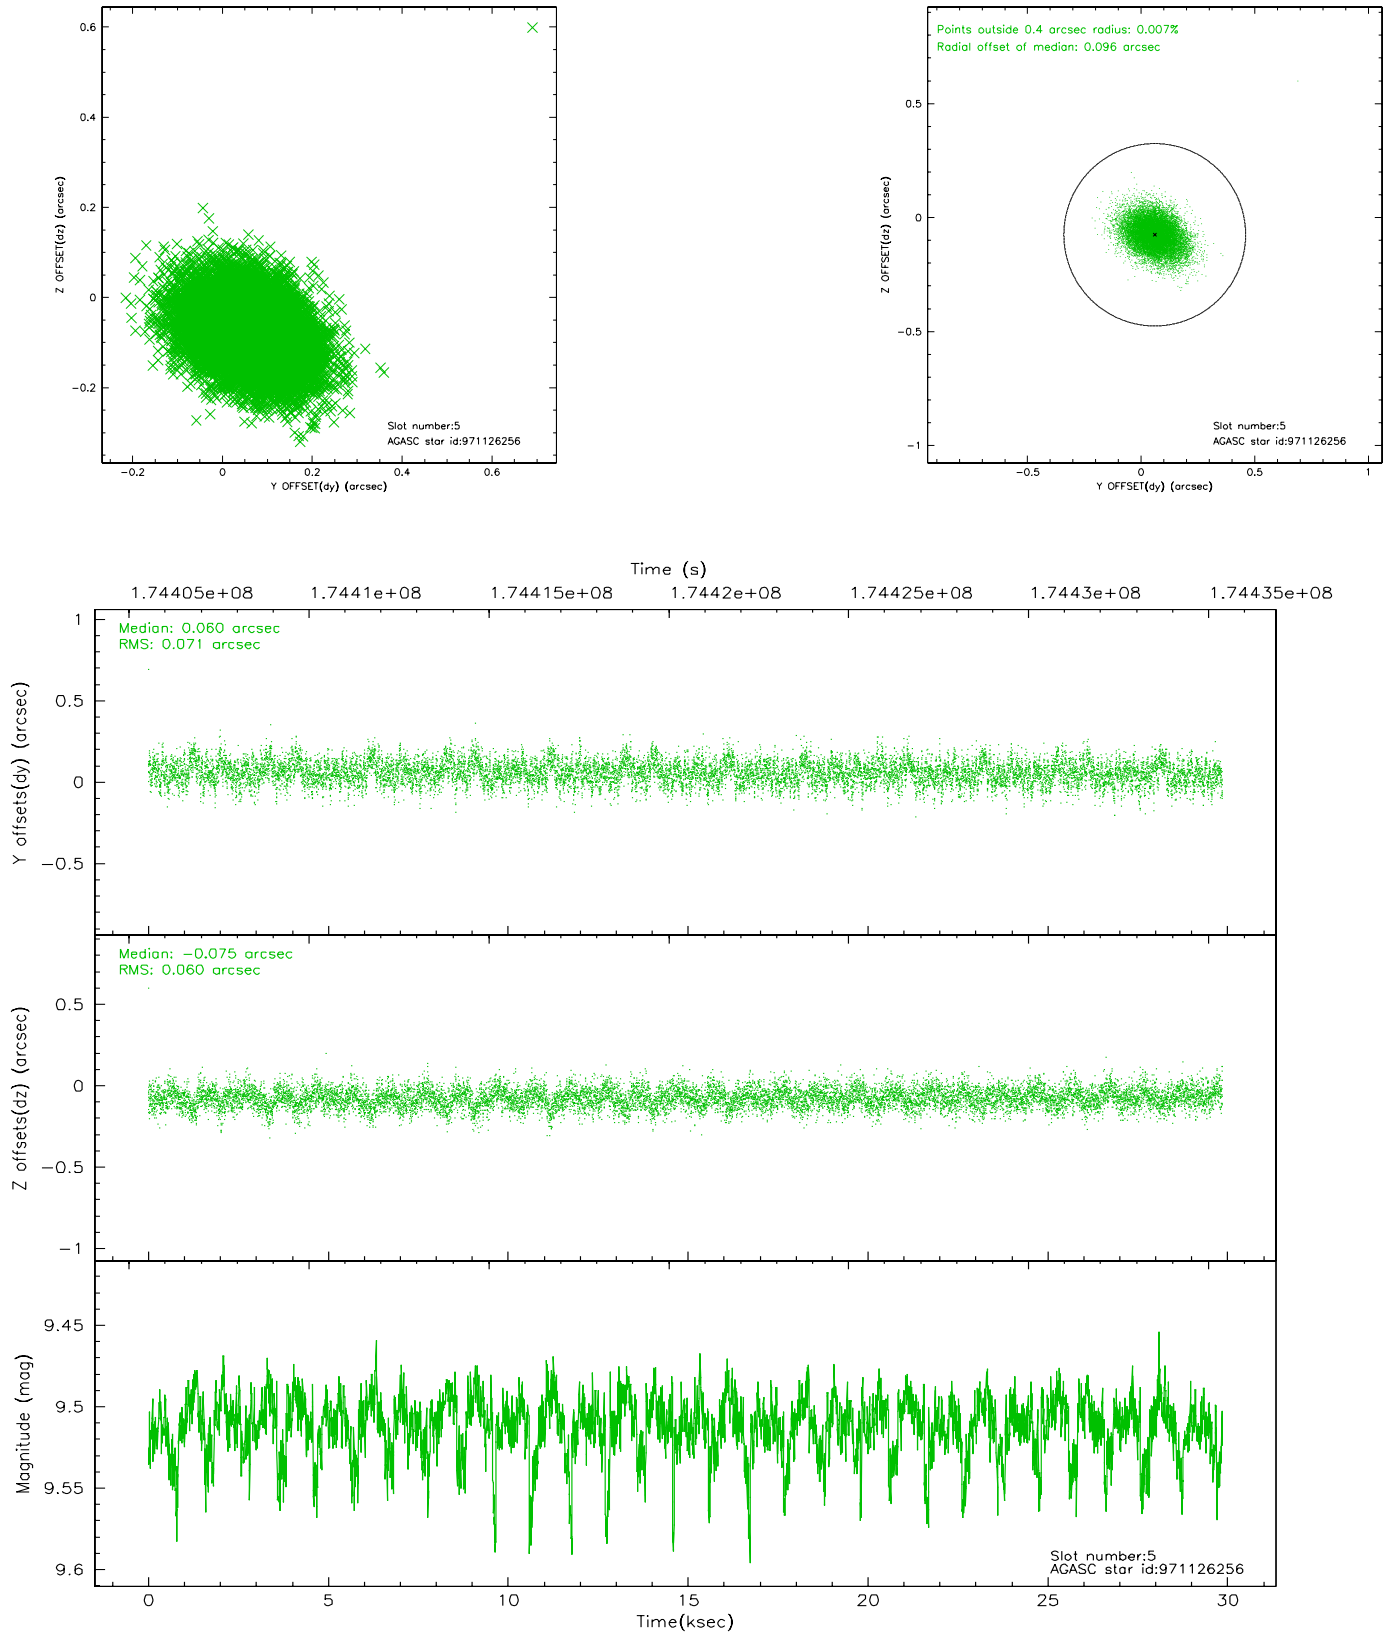 0.6
0.4
0.2
0
−0.2
Z OFFSET(dz) (arcsec)
Slot number:5
AGASC star id:971126256
−0.2 0 0.2 0.4 0.6
Y OFFSET(dy) (arcsec)
Points outside 0.4 arcsec radius: 0.007%
Radial offset of median: 0.096 arcsec
0.5
0
−0.5
−1
Z OFFSET(dz) (arcsec)
Slot number:5
AGASC star id:971126256
−0.5 0 0.5 1
Y OFFSET(dy) (arcsec)
Time (s)
1.74405e+08 1.7441e+08 1.74415e+08 1.7442e+08 1.74425e+08 1.7443e+08 1.74435e+08
Median: 0.060 arcsec
RMS: 0.071 arcsec
1
0.5
0
−0.5
Y offsets(dy) (arcsec)
Median: −0.075 arcsec
RMS: 0.060 arcsec
0.5
0
−0.5
−1
Z offsets(dz) (arcsec)
9.45
9.5
9.55
9.6
Magnitude (mag)
Slot number:5
AGASC star id:971126256
0 5 10 15 20 25 30
Time(ksec)